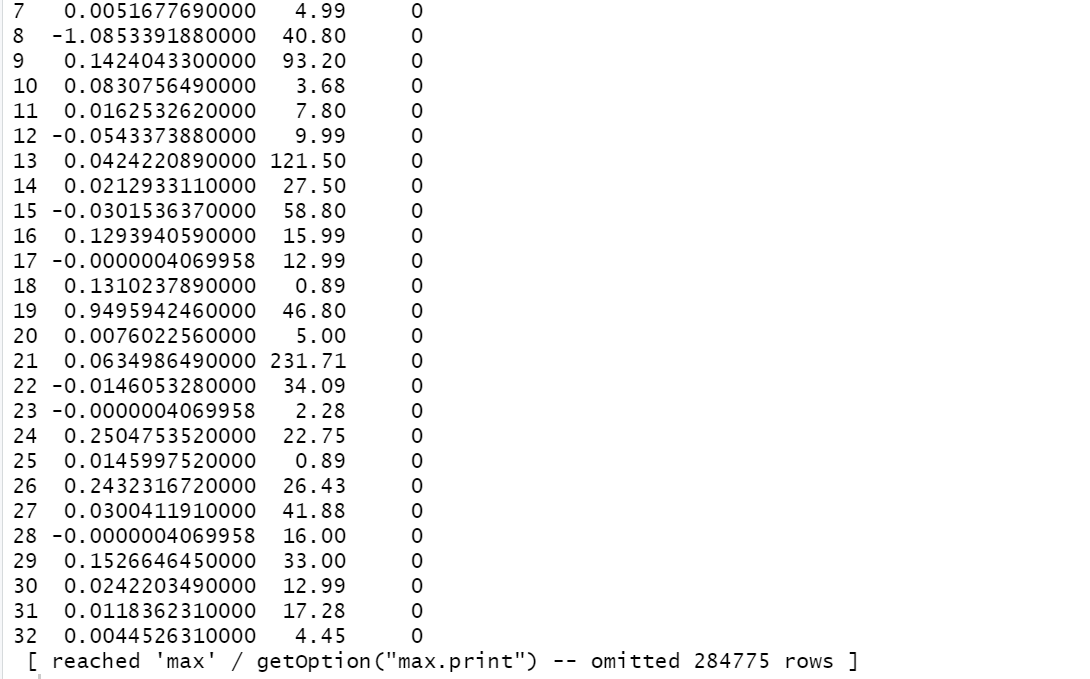 7 0.0051677690000 4.99 0
8 -1.0853391880000 40.80 0
9 0.1424043300000 93.20 0
10 0.0830756490000 3.68 0
11 0.0162532620000 7.80 0
12 -0.0543373880000 9.99 0
13 0.0424220890000 121.50 0
14 0.0212933110000 27.50 0
15 -0.0301536370000 58.80 0
16 0.1293940590000 15.99 0
17 -0.0000004069958 12.99 0
18 0.1310237890000 0.89 0
19 0.9495942460000 46.80 0
20 0.0076022560000 5.00 0
21 0.0634986490000 231.71 0
22 -0.0146053280000 34.09 0
23 -0.0000004069958 2.28 0
24 0.2504753520000 22.75 0
25 0.0145997520000 0.89 0
26 0.2432316720000 26.43 0
27 0.0300411910000 41.88 0
28 -0.0000004069958 16.00 0
29 0.1526646450000 33.00 0
30 0.0242203490000 12.99 0
31 0.0118362310000 17.28 0
32 0.0044526310000 4.45 0
[ reached 'max' / getOption("max.print") -- omitted 284775 rows ]